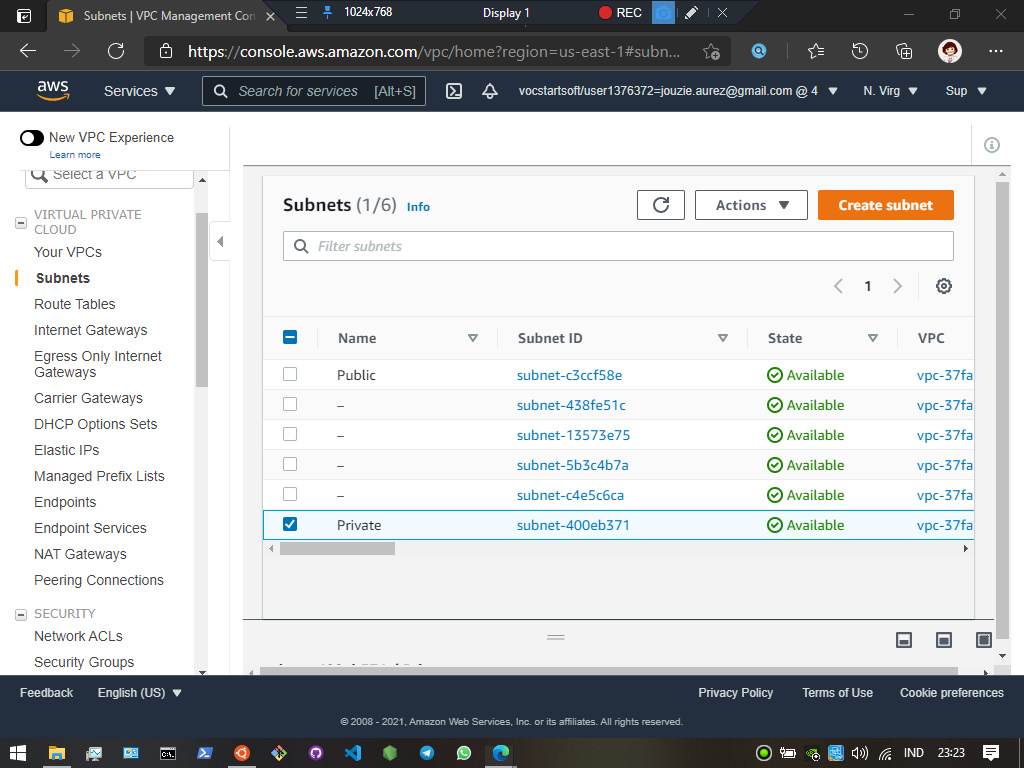 Subnets | VPC Management Con
1024x768
Display 1
REC
https://console.aws.amazon.com/vpc/home?region=us-east-1#subn...
aws
Services
Search for services [Alt+S]
vocstartsoft/user1376372=jouzie.aurez@gmail.com @ 4
N. Virg
Sup
New VPC Experience
Learn more
Select a VPC
VIRTUAL PRIVATE
CLOUD
Your VPCs
Subnets
Route Tables
Internet Gateways
Egress Only Internet
Gateways
Carrier Gateways
DHCP Options Sets
Elastic IPs
Managed Prefix Lists
Endpoints
Endpoint Services
NAT Gateways
Peering Connections
SECURITY
Network ACLs
Security Groups
Subnets (1/6) Info
Actions
Create subnet
Filter subnets
1
Name Subnet ID State VPC
Public subnet-c3ccf58e Available vpc-37fa
– subnet-438fe51c Available vpc-37fa
– subnet-13573e75 Available vpc-37fa
– subnet-5b3c4b7a Available vpc-37fa
– subnet-c4e5c6ca Available vpc-37fa
Private subnet-400eb371 Available vpc-37fa
Feedback English (US) Privacy Policy Terms of Use Cookie preferences
© 2008 - 2021, Amazon Web Services, Inc. or its affiliates. All rights reserved.
IND 23:23